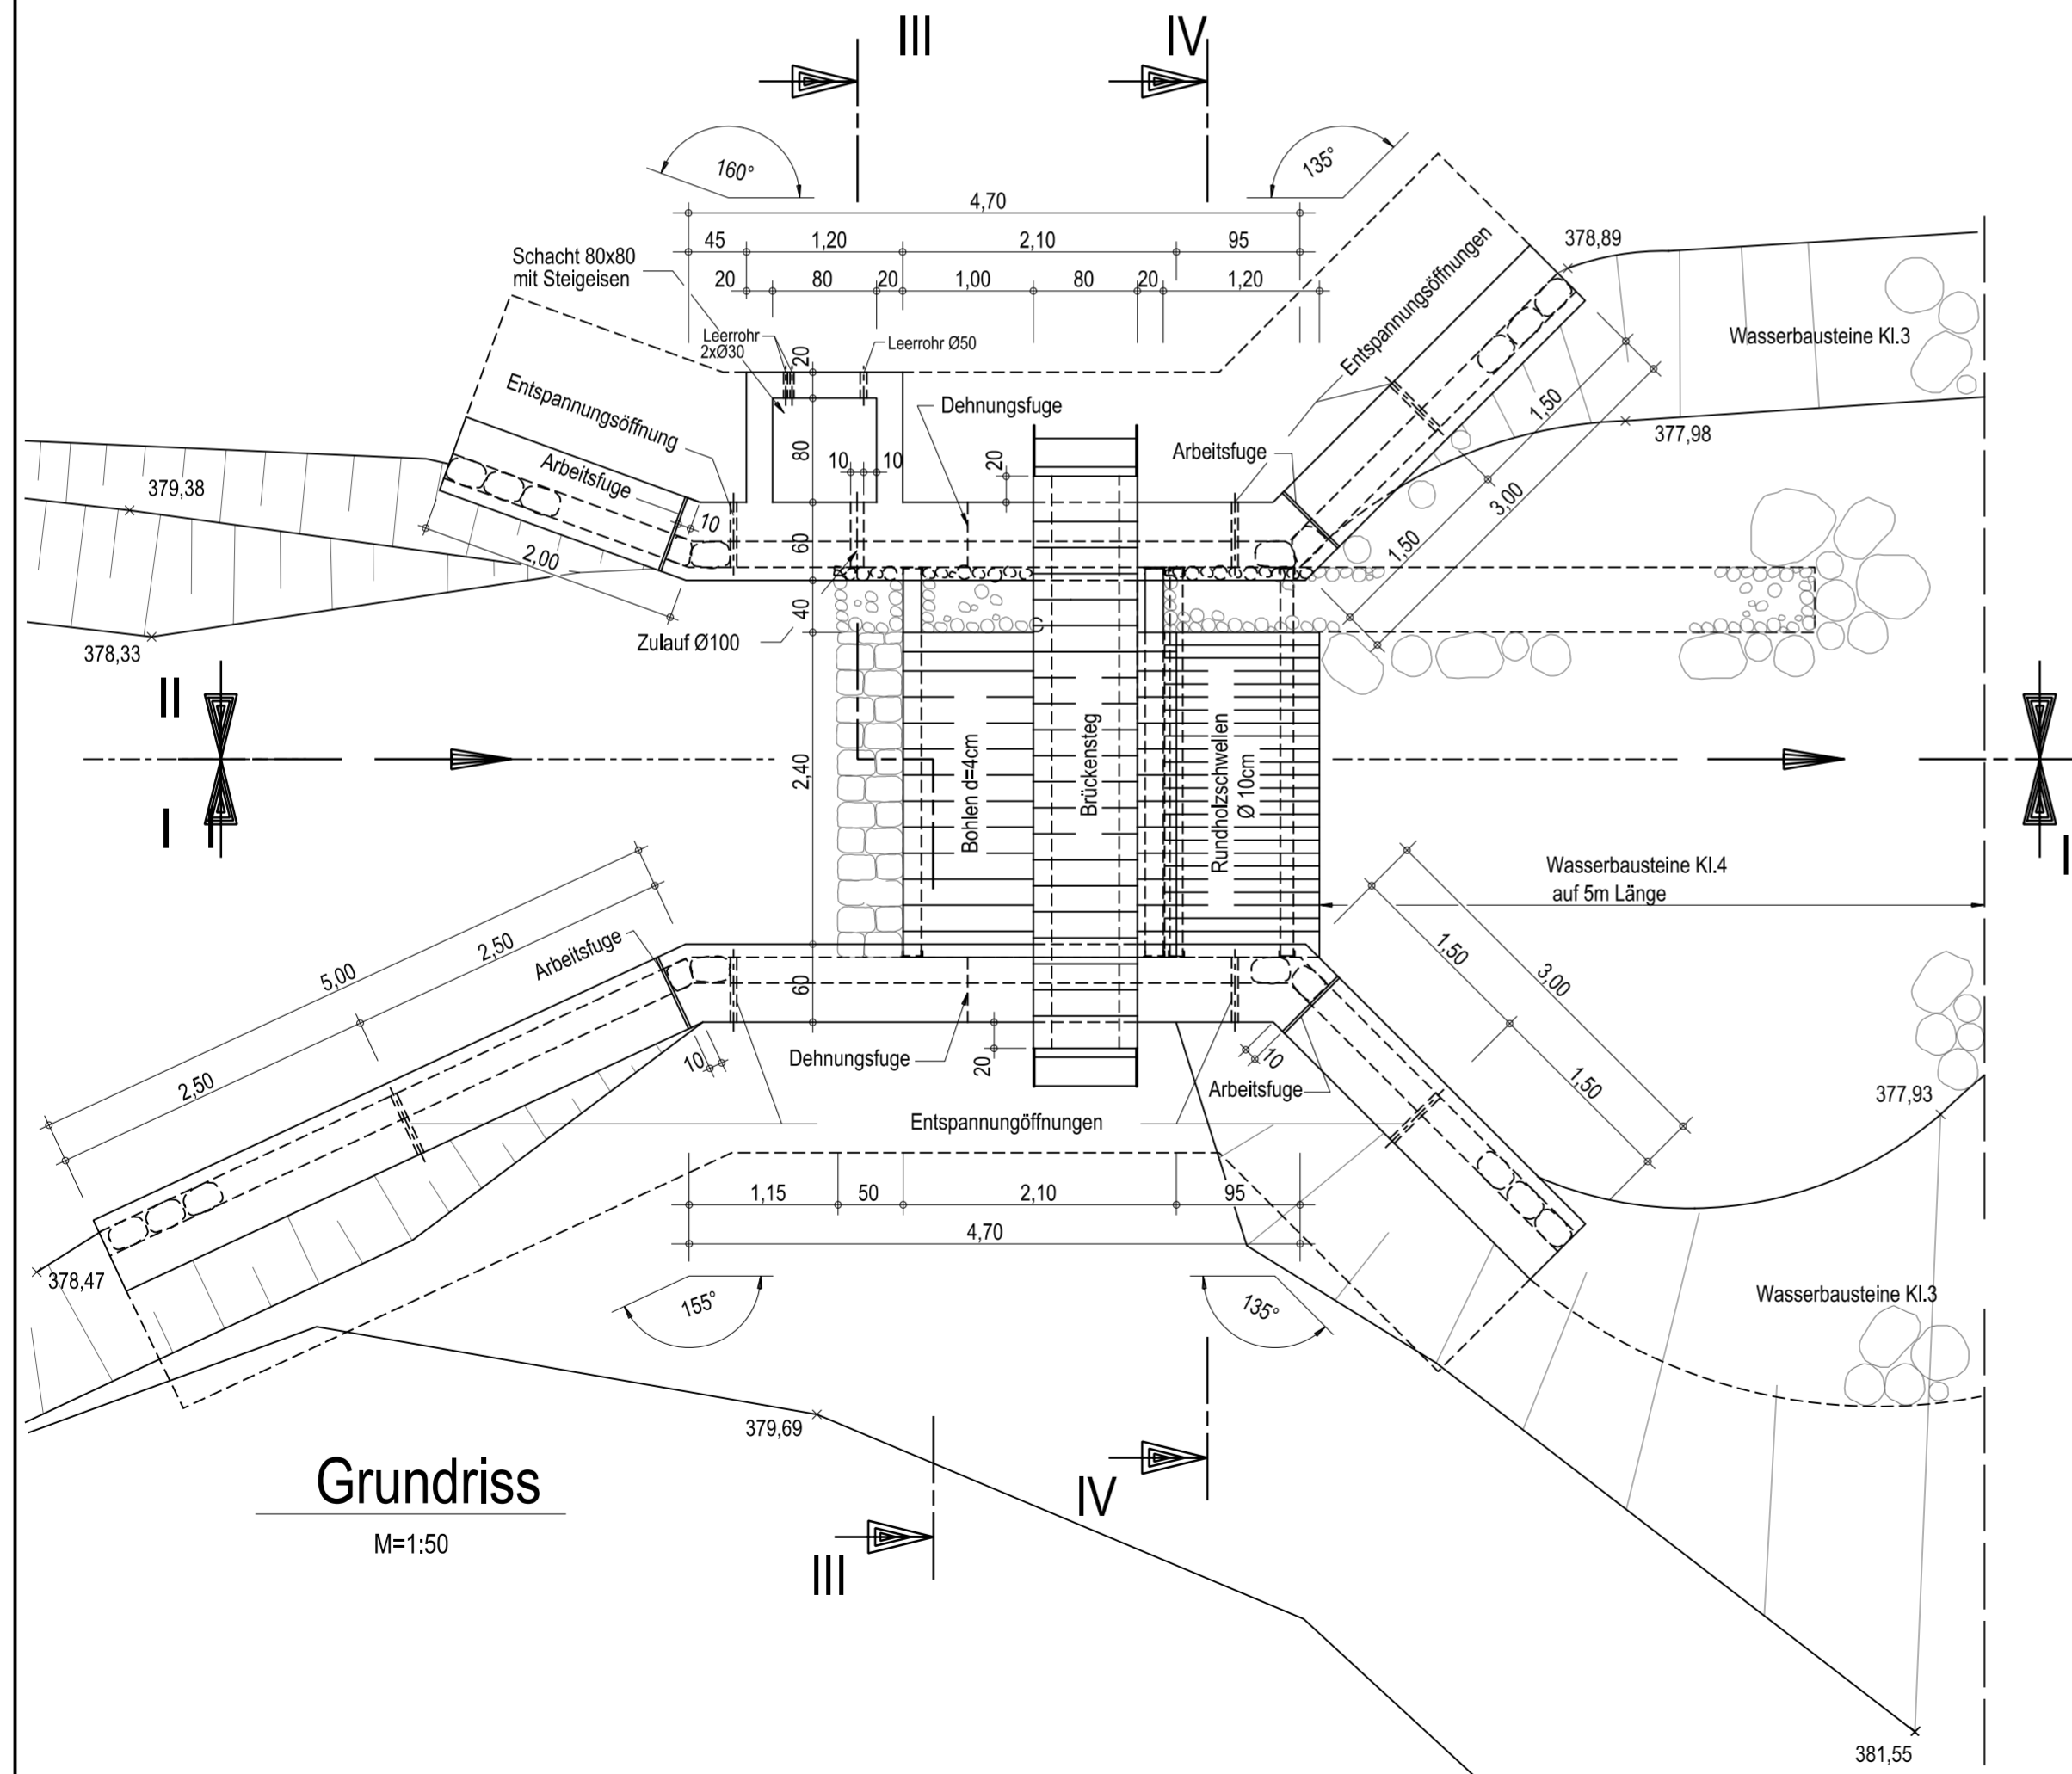 III
IV
160°
135°
4,70
45
1,20
2,10
95
20
80
20
1,00
80
20
1,20
Schacht 80x80
mit Steigeisen
Leerrohr
2xØ30
20
Leerrohr Ø50
Entspannungsöffnungen
378,89
Wasserbausteine Kl.3
Entspannungsöffnung
Dehnungsfuge
1,50
377,98
Arbeitsfuge
80
10
10
20
Arbeitsfuge
379,38
10
3,00
2,00
60
1,50
40
Zulauf Ø100
378,33
II
2,40
Bohlen d=4cm
Brückensteg
Rundholzschwellen
Ø 10cm
I
I
I
Wasserbausteine Kl.4
auf 5m Länge
5,00
2,50
Arbeitsfuge
1,50
3,00
60
10
Dehnungsfuge
20
10
Arbeitsfuge
2,50
1,50
377,93
Entspannungöffnungen
1,15
50
2,10
95
4,70
378,47
155°
135°
Wasserbausteine Kl.3
379,69
Grundriss
M=1:50
IV
III
381,55